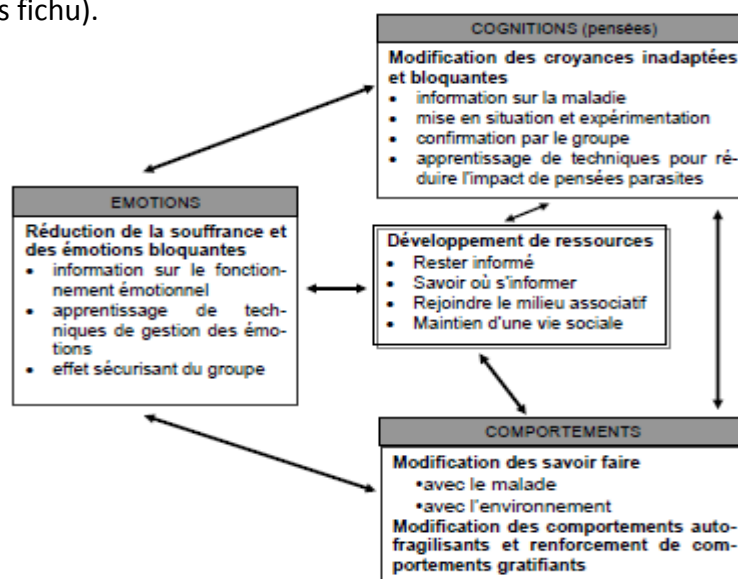 s fichu).
COGNITIONS (pensées)
Modification des croyances inadaptées
et bloquantes
• information sur la maladie
• mise en situation et expérimentation
• confirmation par le groupe
• apprentissage de techniques pour ré-
duire l'impact de pensées parasites
EMOTIONS
Réduction de la souffrance et
des émotions bloquantes
• information sur le fonction-
nement émotionnel
• apprentissage de tech-
niques de gestion des émo-
tions
• effet sécurisant du groupe
Développement de ressources
• Rester informé
• Savoir où s'informer
• Rejoindre le milieu associatif
• Maintien d'une vie sociale
COMPORTEMENTS
Modification des savoir faire
•avec le malade
•avec l'environnement
Modification des comportements auto-
fragilisants et renforcement de com-
portements gratifiants